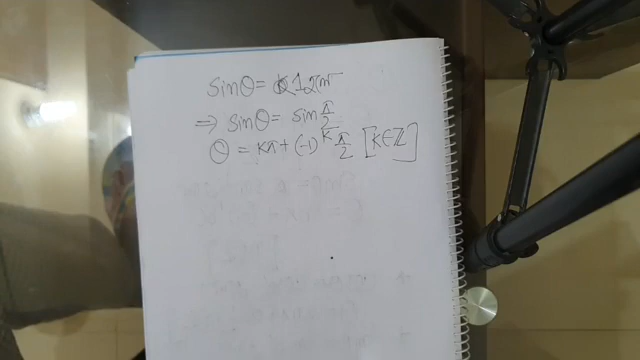 sinθ = 1
⇒ sinθ = sin π/2
θ = kπ + (-1)^k π/2 [k∈ℤ]